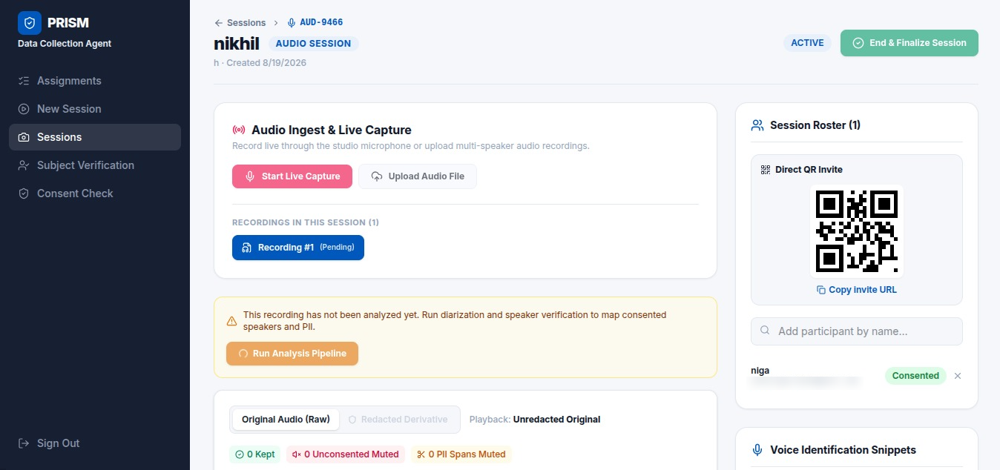 PRISM
Data Collection Agent
Assignments
New Session
Sessions
Subject Verification
Consent Check
Sign Out
Sessions
AUD-9466
nikhil
AUDIO SESSION
h · Created 8/19/2026
ACTIVE
End & Finalize Session
Audio Ingest & Live Capture
Record live through the studio microphone or upload multi-speaker audio recordings.
Start Live Capture
Upload Audio File
RECORDINGS IN THIS SESSION (1)
Recording #1 (Pending)
This recording has not been analyzed yet. Run diarization and speaker verification to map consented
speakers and PII.
Run Analysis Pipeline
Original Audio (Raw)
Redacted Derivative
Playback: Unredacted Original
0 Kept
0 Unconsented Muted
0 PII Spans Muted
Session Roster (1)
Direct QR Invite
Copy invite URL
Add participant by name...
niga
Consented
Voice Identification Snippets